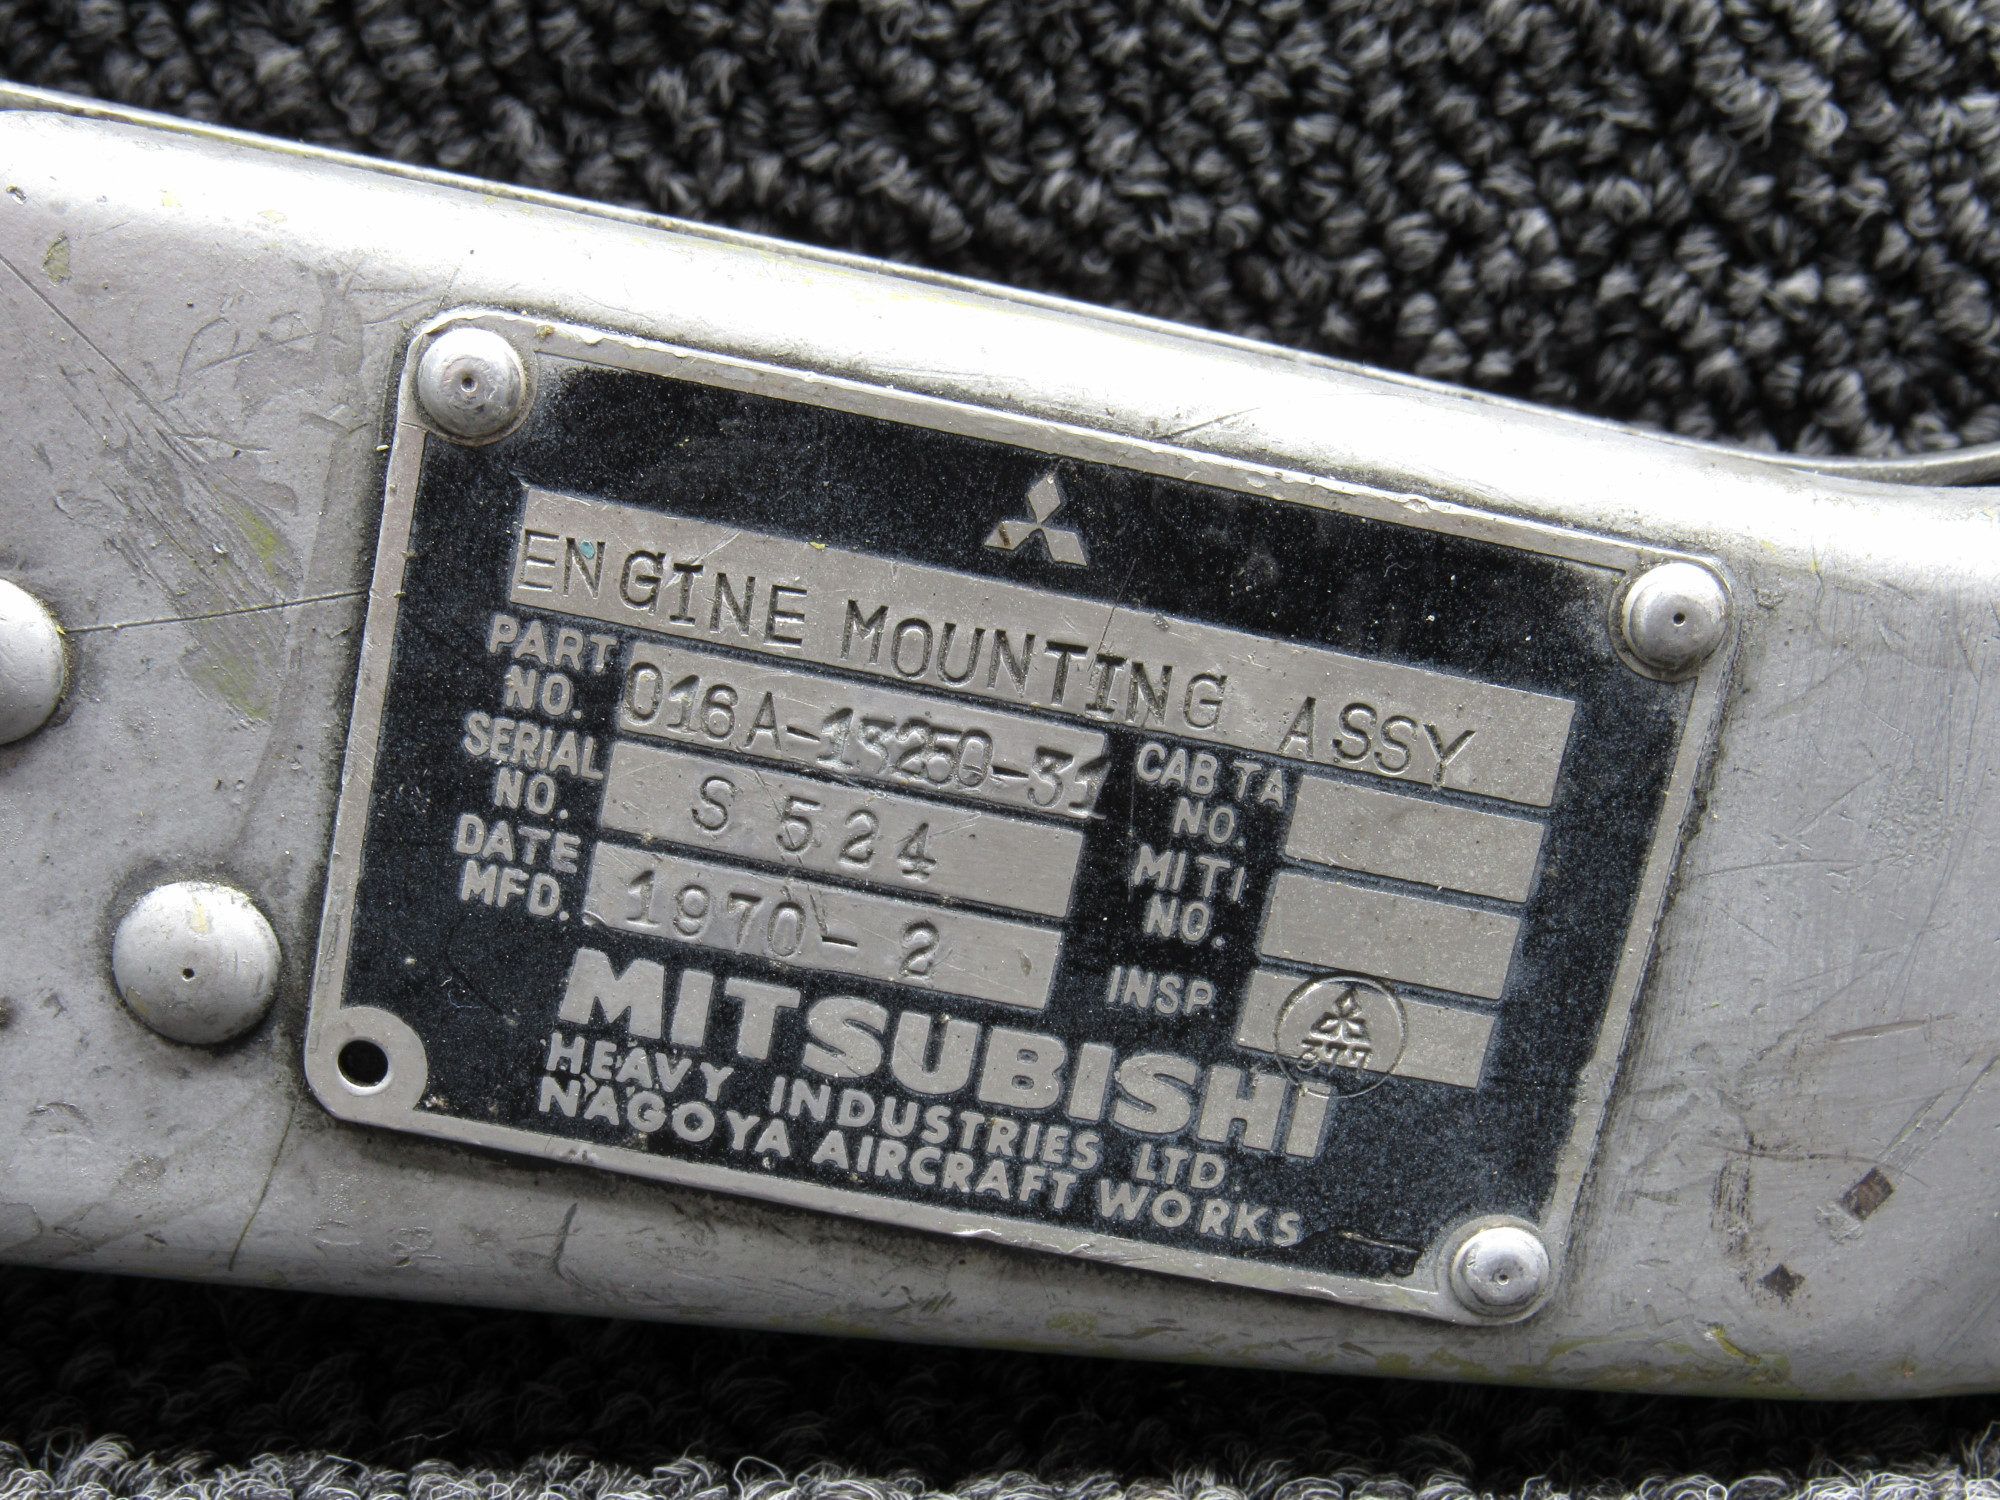 ENGINE MOUNTING ASSY
PART NO. 016A-13250-31
SERIAL NO. S 524
DATE MFD. 1970-2
CAB TA NO.
MITI NO.
INSP. 377
MITSUBISHI
HEAVY INDUSTRIES LTD.
NAGOYA AIRCRAFT WORKS